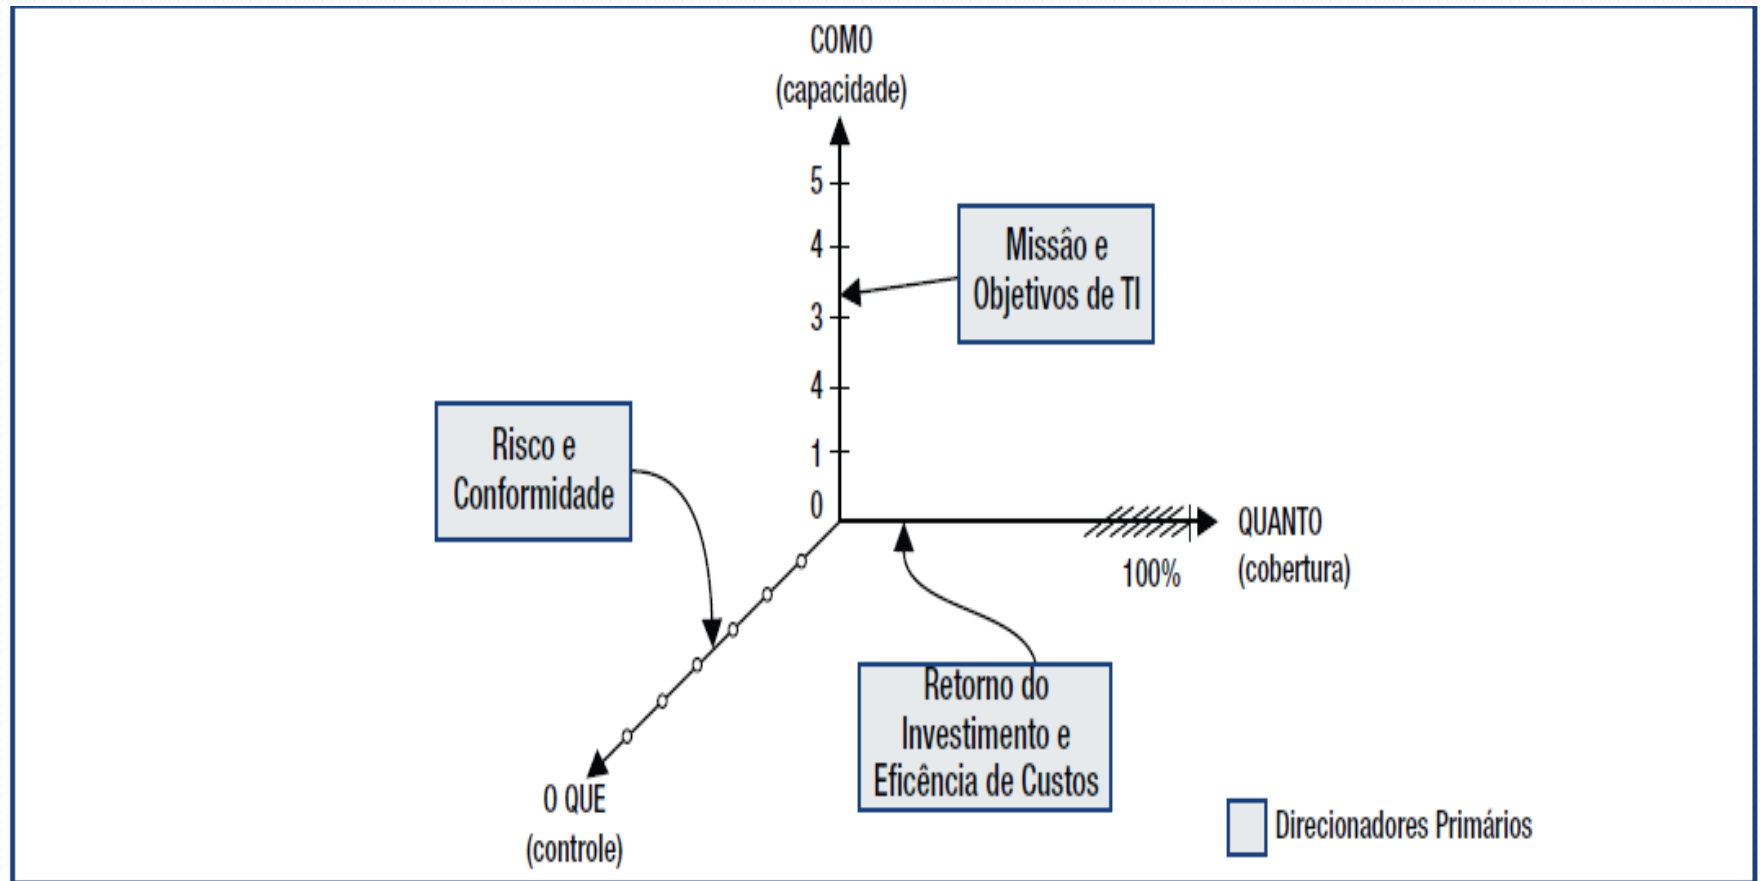 COMO
(capacidade)
5
4
3
4
1
0
Missâo e
Objetivos de TI
Risco e
Conformidade
QUANTO
(cobertura)
100%
Retorno do
Investimento e
Eficência de Custos
O QUE
(controle)
Direcionadores Primários